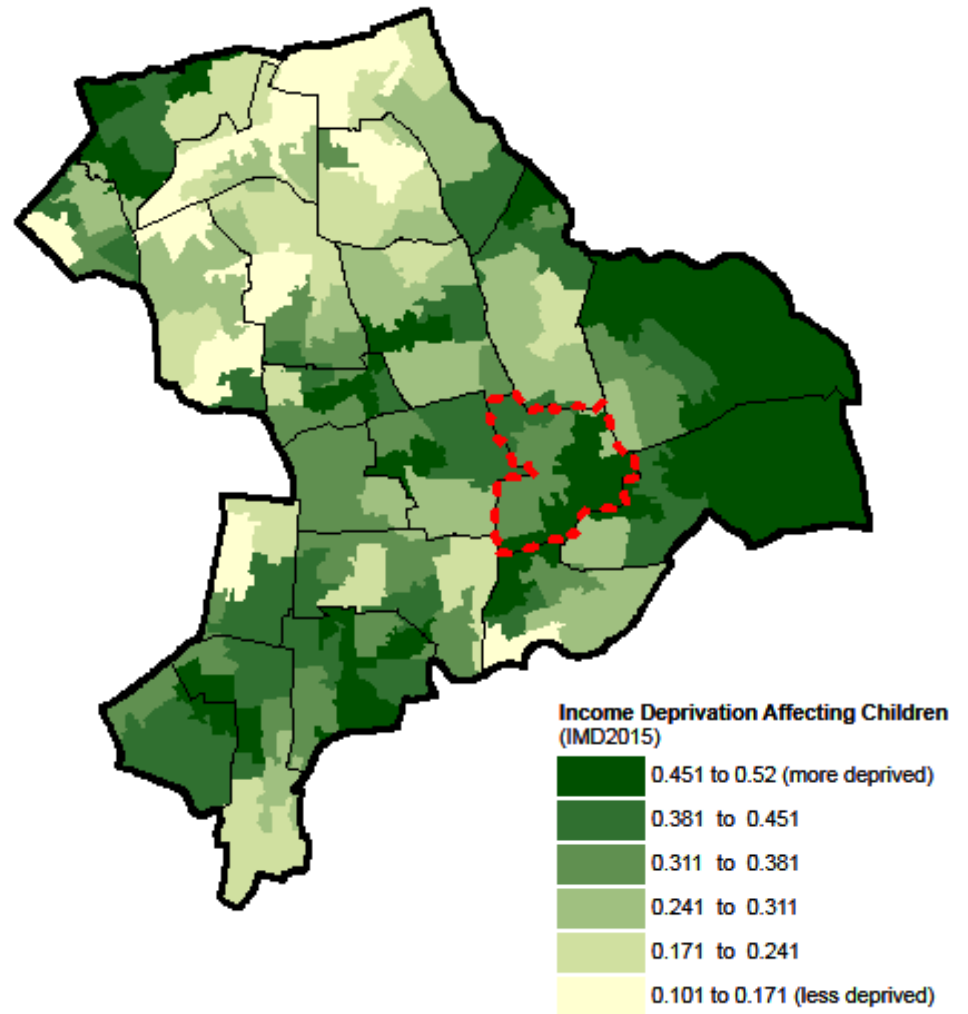 Income Deprivation Affecting Children
(IMD2015)
0.451 to 0.52 (more deprived)
0.381 to 0.451
0.311 to 0.381
0.241 to 0.311
0.171 to 0.241
0.101 to 0.171 (less deprived)